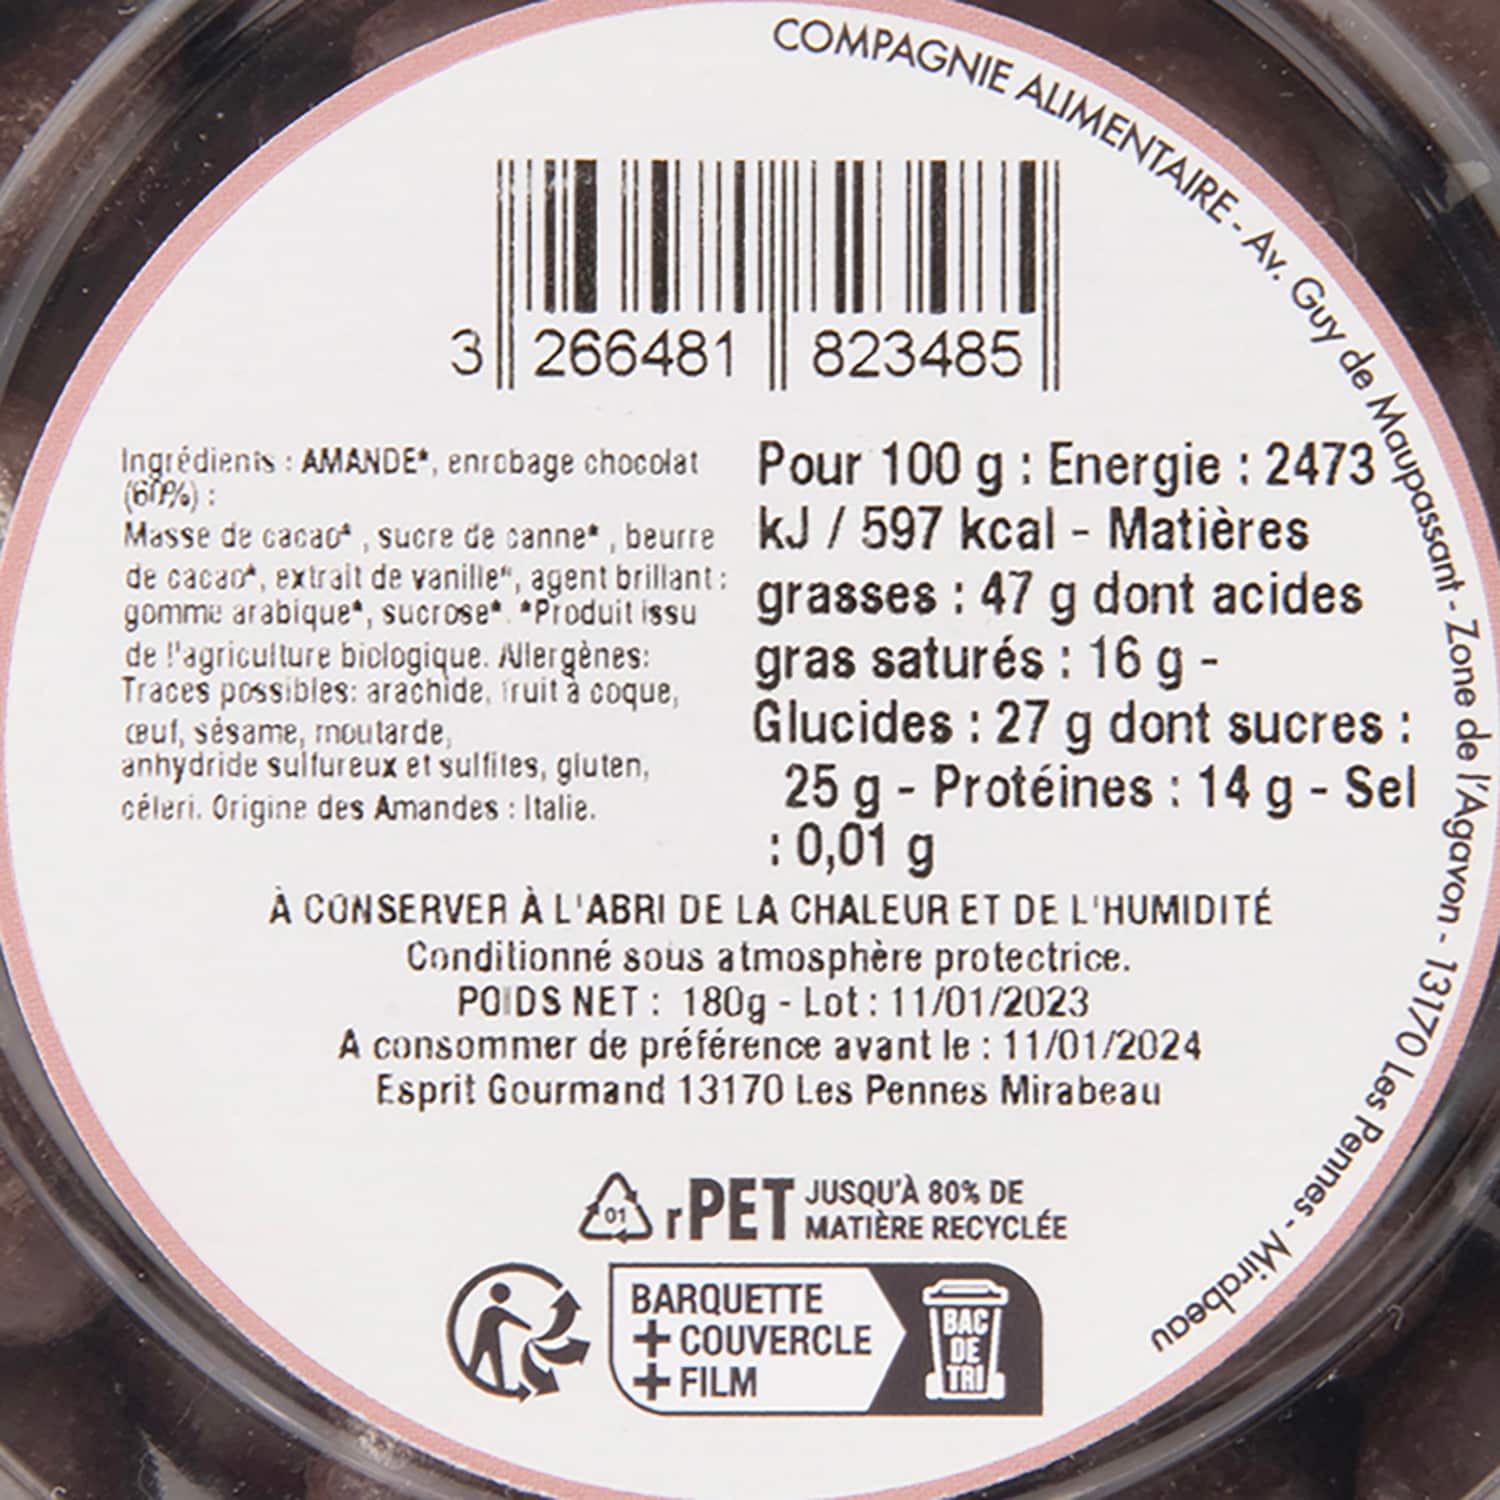 COMPAGNIE ALIMENTAIRE - Av. Guy de Maupassant - Zone de l'Agavon - 13170 Les Pennes - Mirabeau
3 266481 823485
Ingrédients : AMANDE*, enrobage chocolat
Masse de cacao* , sucre de canne* , beurre
de cacao*, extrait de vanille*, agent brillant :
gomme arabique*, sucrose*. *Produit issu
de l'agriculture biologique. Allergènes:
Traces possibles: arachide, fruit à coque,
œuf, sésame, moutarde,
anhydride sulfureux et sulfites, gluten,
céleri. Origine des Amandes : Italie.
Pour 100 g : Energie : 2473
kJ / 597 kcal - Matières
grasses : 47 g dont acides
gras saturés : 16 g -
Glucides : 27 g dont sucres :
25 g - Protéines : 14 g - Sel
: 0,01 g
À CONSERVER À L'ABRI DE LA CHALEUR ET DE L'HUMIDITÉ
Conditionné sous atmosphère protectrice.
POIDS NET : 180g - Lot : 11/01/2023
A consommer de préférence avant le : 11/01/2024
Esprit Gourmand 13170 Les Pennes Mirabeau
01 rPET JUSQU'À 80% DE
MATIÈRE RECYCLÉE
BARQUETTE
+ COUVERCLE
+ FILM
BAC
DE
TRI